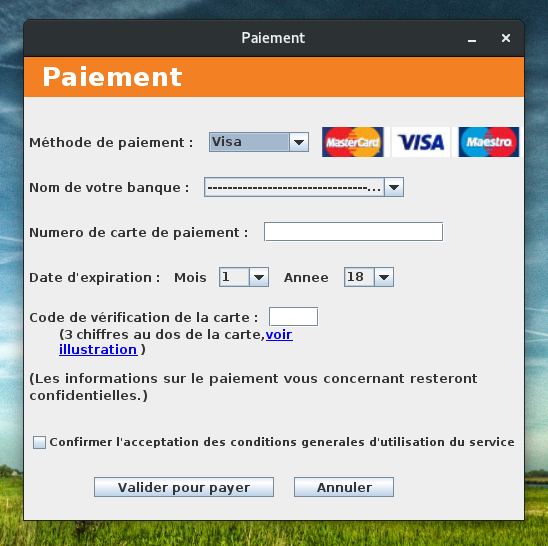 Paiement
Paiement
Méthode de paiement : Visa MasterCard VISA Maestro
Nom de votre banque : --------------------------------...
Numero de carte de paiement :
Date d'expiration : Mois 1 Annee 18
Code de vérification de la carte :
(3 chiffres au dos de la carte,voir
illustration )
(Les informations sur le paiement vous concernant resteront
confidentielles.)
Confirmer l'acceptation des conditions generales d'utilisation du service
Valider pour payer Annuler